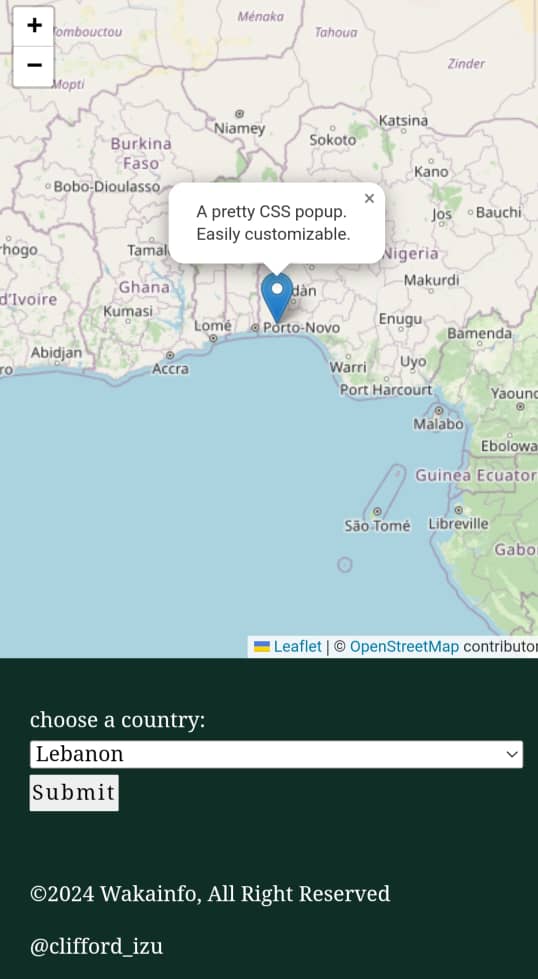 +
−
Ménaka
Tombouctou
Tahoua
Zinder
Mopti
Niamey
Katsina
Sokoto
Burkina
Faso
Kano
Bobo-Dioulasso
Jos
Bauchi
×
A pretty CSS popup.
Easily customizable.
rhogo
Tamal
Nigeria
Makurdi
d'Ivoire
Ghana
dàn
Kumasi
Lomé
Porto-Novo
Enugu
Bamenda
Abidjan
ro
Accra
Warri
Uyo
Port Harcourt
Yaound
Malabo
Ebolowa
Guinea Ecuator
São Tomé
Libreville
Gabo
Leaflet | © OpenStreetMap contributor
choose a country:
Lebanon
Submit
©2024 Wakainfo, All Right Reserved
@clifford_izu